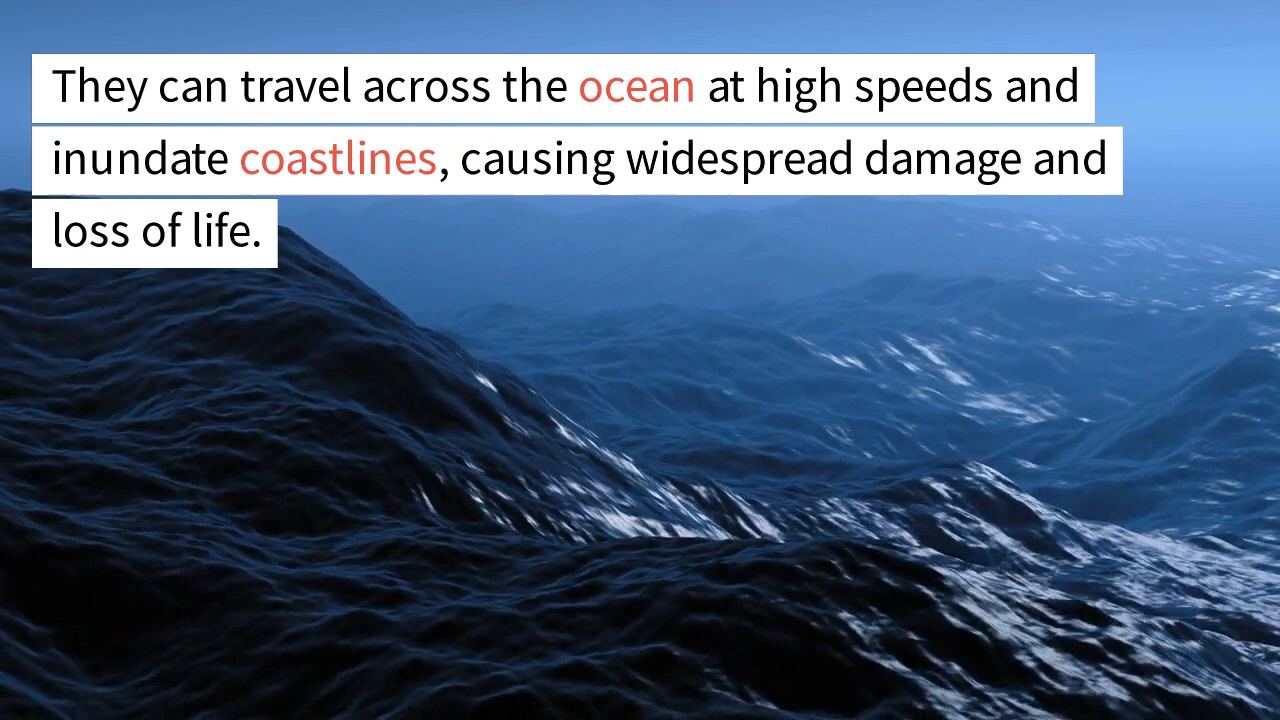 They can travel across the ocean at high speeds and
inundate coastlines, causing widespread damage and
loss of life.